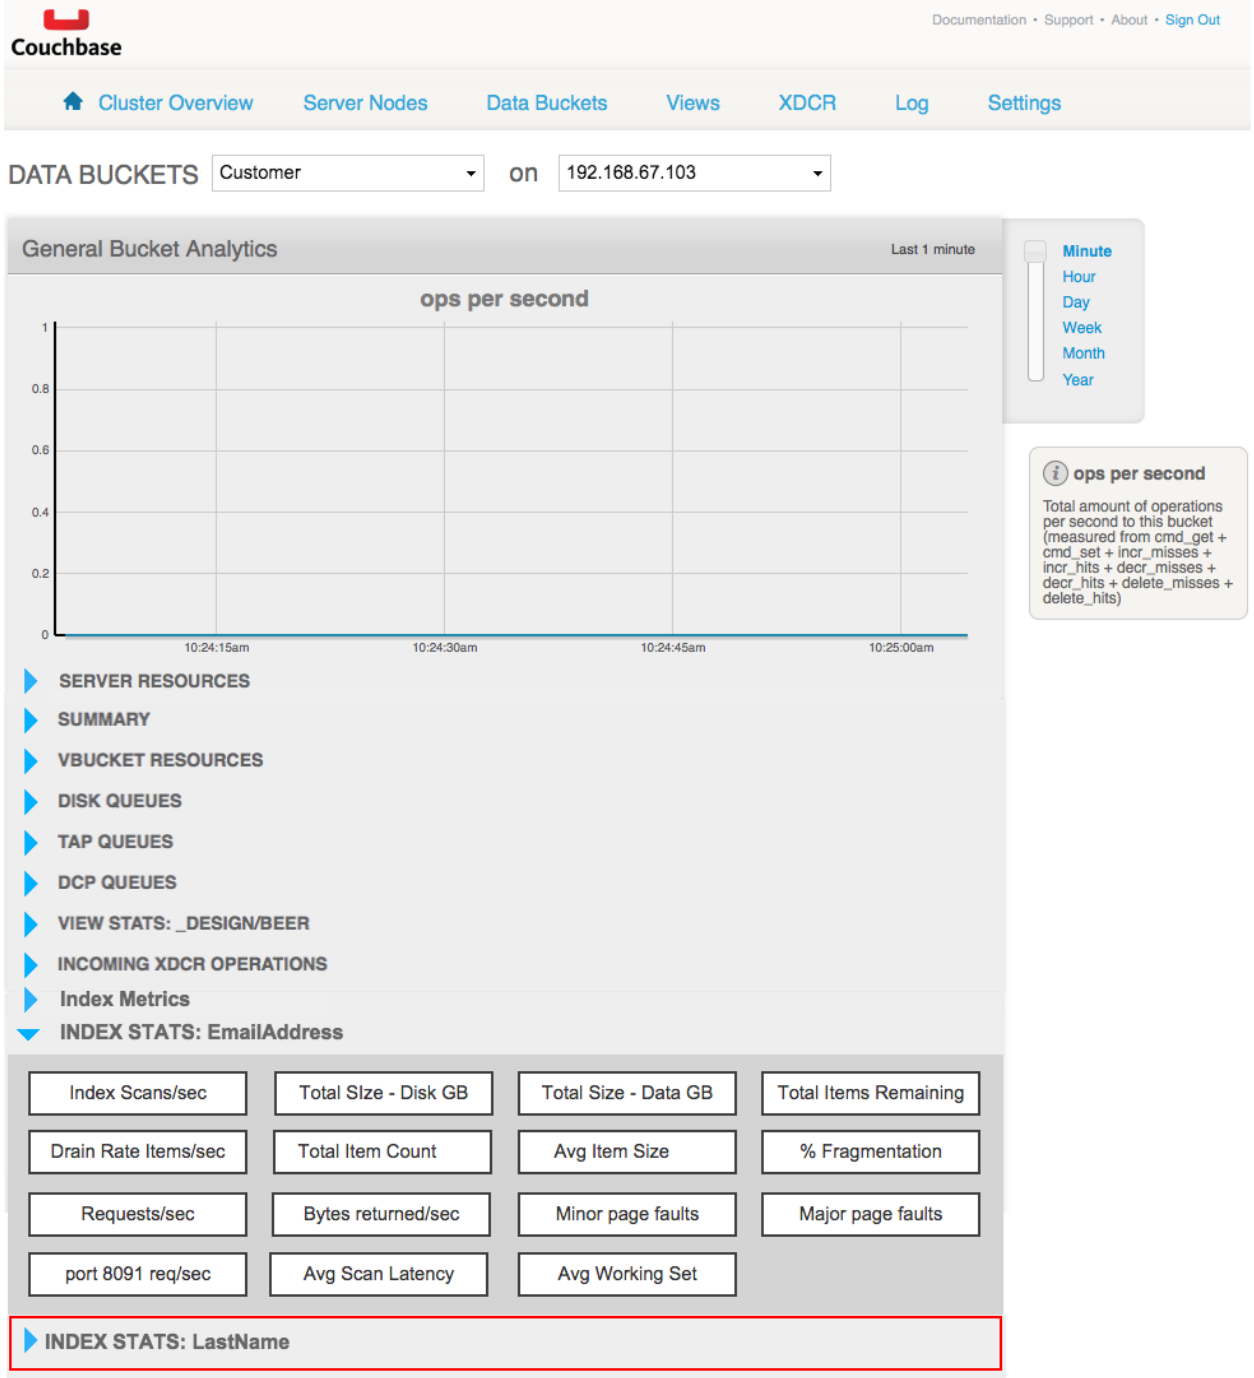 Couchbase
Documentation • Support • About • Sign Out
Cluster Overview Server Nodes Data Buckets Views XDCR Log Settings
DATA BUCKETS Customer on 192.168.67.103
General Bucket Analytics Last 1 minute
Minute
Hour
Day
Week
Month
Year
ops per second
1
0.8
0.6
0.4
0.2
0
10:24:15am 10:24:30am 10:24:45am 10:25:00am
i ops per second
Total amount of operations
per second to this bucket
(measured from cmd_get +
cmd_set + incr_misses +
incr_hits + decr_misses +
decr_hits + delete_misses +
delete_hits)
SERVER RESOURCES
SUMMARY
VBUCKET RESOURCES
DISK QUEUES
TAP QUEUES
DCP QUEUES
VIEW STATS: _DESIGN/BEER
INCOMING XDCR OPERATIONS
Index Metrics
INDEX STATS: EmailAddress
Index Scans/sec Total SIze - Disk GB Total Size - Data GB Total Items Remaining
Drain Rate Items/sec Total Item Count Avg Item Size % Fragmentation
Requests/sec Bytes returned/sec Minor page faults Major page faults
port 8091 req/sec Avg Scan Latency Avg Working Set
INDEX STATS: LastName